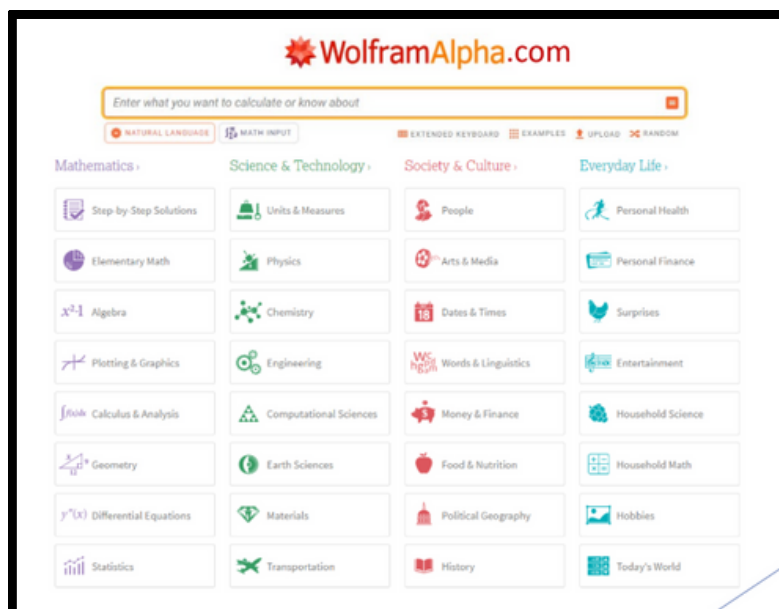 WolframAlpha.com
Enter what you want to calculate or know about
NATURAL LANGUAGE
MATH INPUT
EXTENDED KEYBOARD
EXAMPLES
UPLOAD
RANDOM
Mathematics ›
Step-by-Step Solutions
Elementary Math
x²-1 Algebra
Plotting & Graphics
∫f(x)dx Calculus & Analysis
Geometry
y″(x) Differential Equations
Statistics
Science & Technology ›
Units & Measures
Physics
Chemistry
Engineering
Computational Sciences
Earth Sciences
Materials
Transportation
Society & Culture ›
People
Arts & Media
18 Dates & Times
Words & Linguistics
$ Money & Finance
Food & Nutrition
Political Geography
History
Everyday Life ›
Personal Health
Personal Finance
Surprises
Entertainment
Household Science
Household Math
Hobbies
Today's World